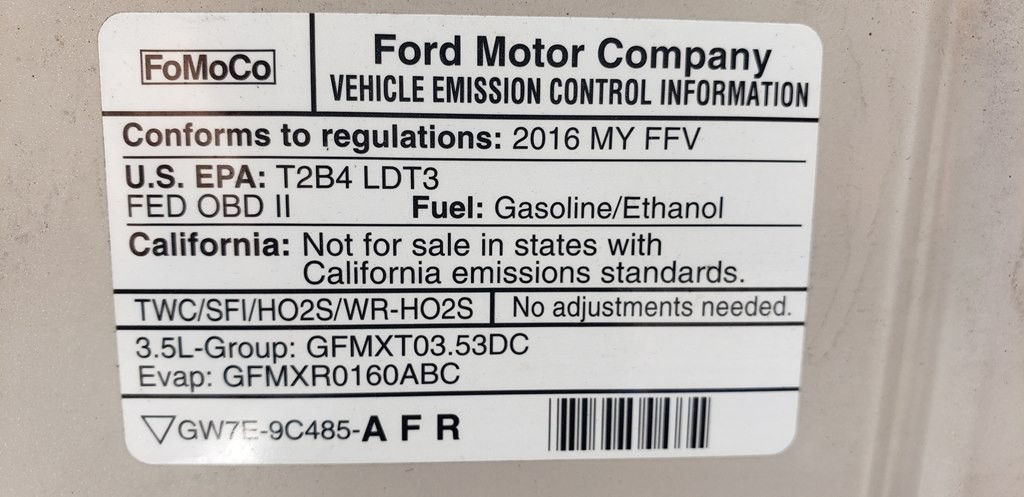 FoMoCo
Ford Motor Company
VEHICLE EMISSION CONTROL INFORMATION
Conforms to regulations: 2016 MY FFV
U.S. EPA: T2B4 LDT3
FED OBD II Fuel: Gasoline/Ethanol
California: Not for sale in states with
California emissions standards.
TWC/SFI/HO2S/WR-HO2S No adjustments needed.
3.5L-Group: GFMXT03.53DC
Evap: GFMXR0160ABC
GW7E-9C485-A F R